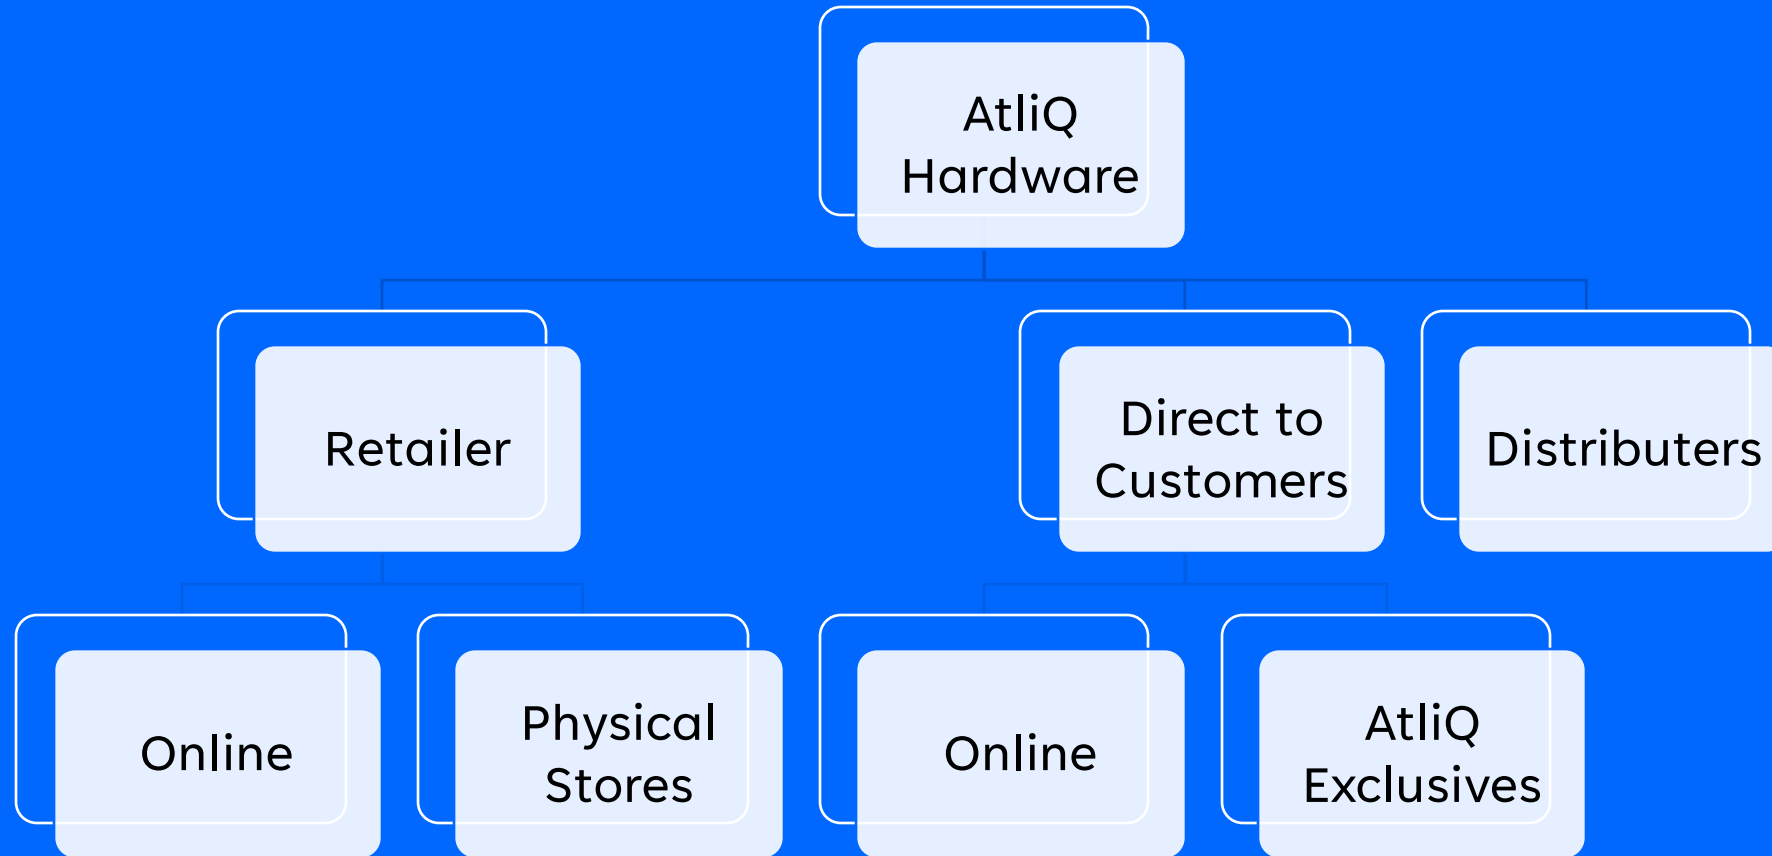 AtliQ
Hardware
Retailer
Direct to
Customers
Distributers
Online
Physical
Stores
Online
AtliQ
Exclusives